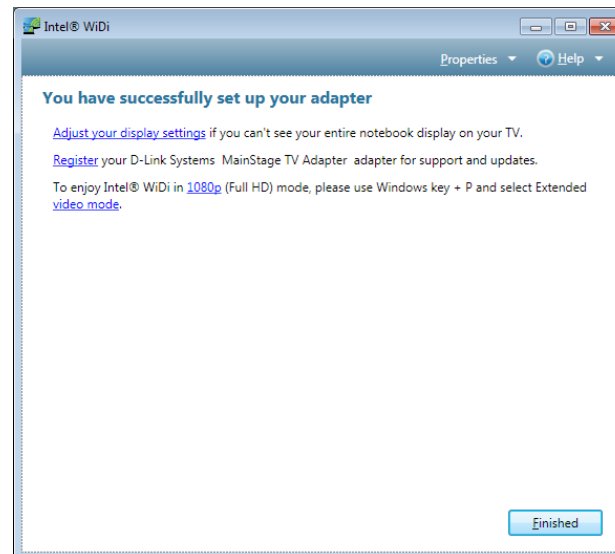 Intel® WiDi
Properties
Help
You have successfully set up your adapter
Adjust your display settings if you can't see your entire notebook display on your TV.
Register your D-Link Systems MainStage TV Adapter adapter for support and updates.
To enjoy Intel® WiDi in 1080p (Full HD) mode, please use Windows key + P and select Extended
video mode.
Finished